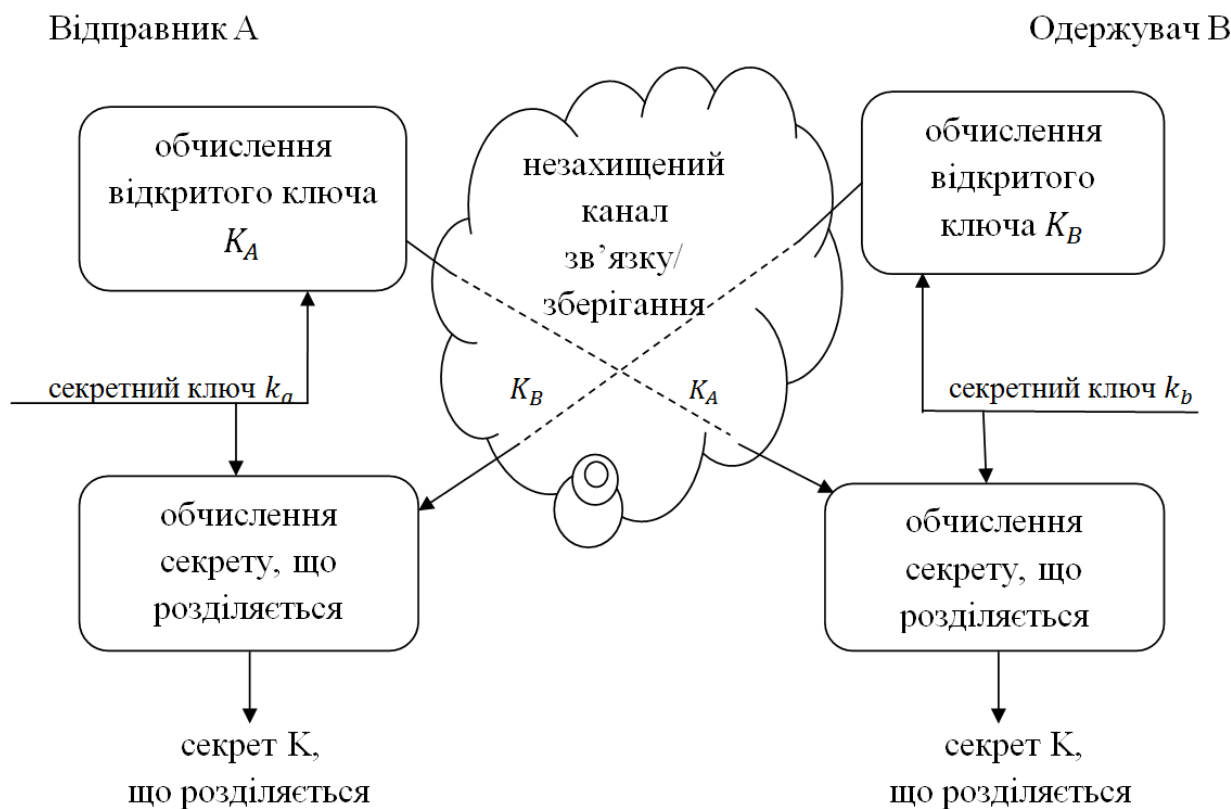 Відправник А
Одержувач В
обчислення
відкритого ключа
K_A
незахищений
канал
зв’язку/
зберігання
обчислення
відкритого
ключа K_B
секретний ключ k_a
K_B
K_A
секретний ключ k_b
обчислення
секрету, що
розділяється
обчислення
секрету, що
розділяється
секрет К,
що розділяється
секрет К,
що розділяється